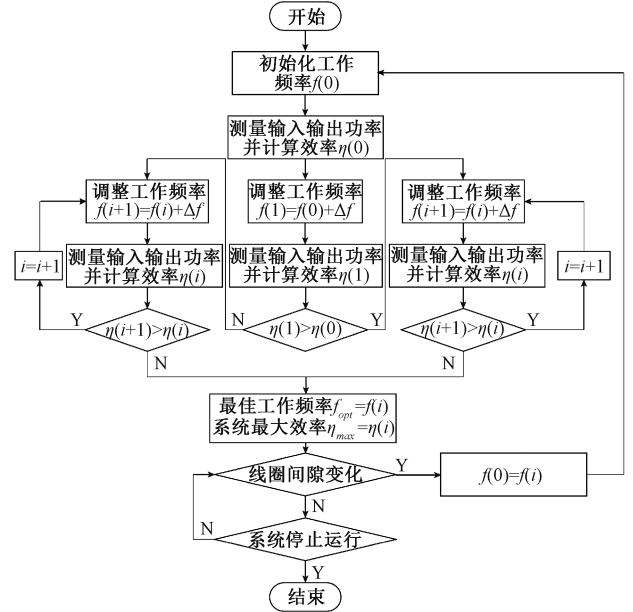 开始
初始化工作
频率f(0)
测量输入输出功率
并计算效率η(0)
调整工作频率
f(i+1)=f(i)+Δf
调整工作频率
f(1)=f(0)+Δf
调整工作频率
f(i+1)=f(i)+Δf
i=i+1
测量输入输出功率
并计算效率η(i)
测量输入输出功率
并计算效率η(1)
测量输入输出功率
并计算效率η(i)
i=i+1
Y
η(i+1)>η(i)
N
η(1)>η(0)
Y
η(i+1)>η(i)
Y
N
N
最佳工作频率f_opt=f(i)
系统最大效率η_max=η(i)
线圈间隙变化
Y
f(0)=f(i)
N
N
系统停止运行
Y
结束